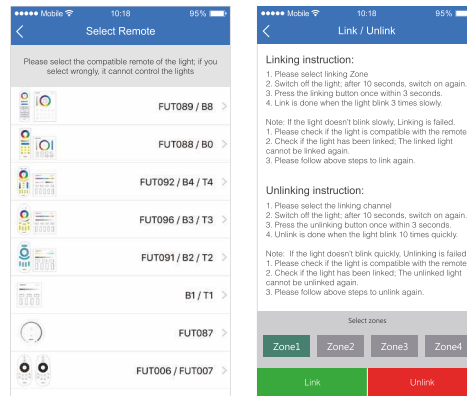 Mobile 10:18 95%
Select Remote
Please select the compatible remote of the light; if you
select wrongly, it cannot control the lights
FUT089 / B8
FUT088 / B0
FUT092 / B4 / T4
FUT096 / B3 / T3
FUT091 / B2 / T2
B1 / T1
FUT087
FUT006 / FUT007
Mobile 10:18 95%
Link / Unlink
Linking instruction:
1. Please select linking Zone
2. Switch off the light; after 10 seconds, switch on again.
3. Press the linking button once within 3 seconds.
4. Link is done when the light blink 3 times slowly.
Note: If the light doesn't blink slowly, Linking is failed.
1. Please check if the light is compatible with the remote
2. Check if the light has been linked; The linked light
cannot be linked again.
3. Please follow above steps to link again.
Unlinking instruction:
1. Please select the linking channel
2. Switch off the light; after 10 seconds, switch on again.
3. Press the unlinking button once within 3 seconds.
4. Unlink is done when the light blink 10 times quickly.
Note: If the light doesn't blink quickly, Unlinking is failed
1. Please check if the light is compatible with the remote
2. Check if the light has been linked; The unlinked light
cannot be unlinked again.
3. Please follow above steps to unlink again.
Select zones
Zone1 Zone2 Zone3 Zone4
Link Unlink